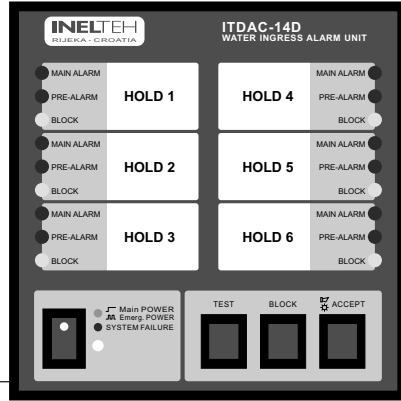 INELTEH
RIJEKA - CROATIA
ITDAC-14D
WATER INGRESS ALARM UNIT
MAIN ALARM
PRE-ALARM
BLOCK
HOLD 1
HOLD 4
MAIN ALARM
PRE-ALARM
BLOCK
MAIN ALARM
PRE-ALARM
BLOCK
HOLD 2
HOLD 5
MAIN ALARM
PRE-ALARM
BLOCK
MAIN ALARM
PRE-ALARM
BLOCK
HOLD 3
HOLD 6
MAIN ALARM
PRE-ALARM
BLOCK
Main POWER
Emerg. POWER
SYSTEM FAILURE
TEST
BLOCK
ACCEPT